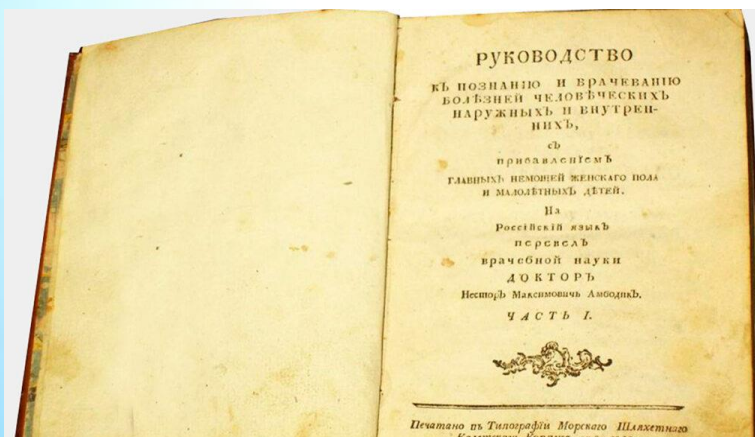 РУКОВОДСТВО
КЪ ПОЗНАНІЮ И ВРАЧЕВАНІЮ
БОЛѢЗНЕЙ ЧЕЛОВѢЧЕСКИХЪ
НАРУЖНЫХЪ И ВНУТРЕН-
НИХЪ,
съ
прибавленіемъ
ГЛАВНЫХЪ НЕМОЩЕЙ ЖЕНСКАГО ПОЛА
И МАЛОЛѢТНЫХЪ ДѢТЕЙ.
На
Россійскій языкъ
перевелъ
врачебной науки
ДОКТОРЪ
Несторъ Максимовичь Амбодикъ.
ЧАСТЬ I.
Печатано въ Типографіи Морскаго Шляхетнаго